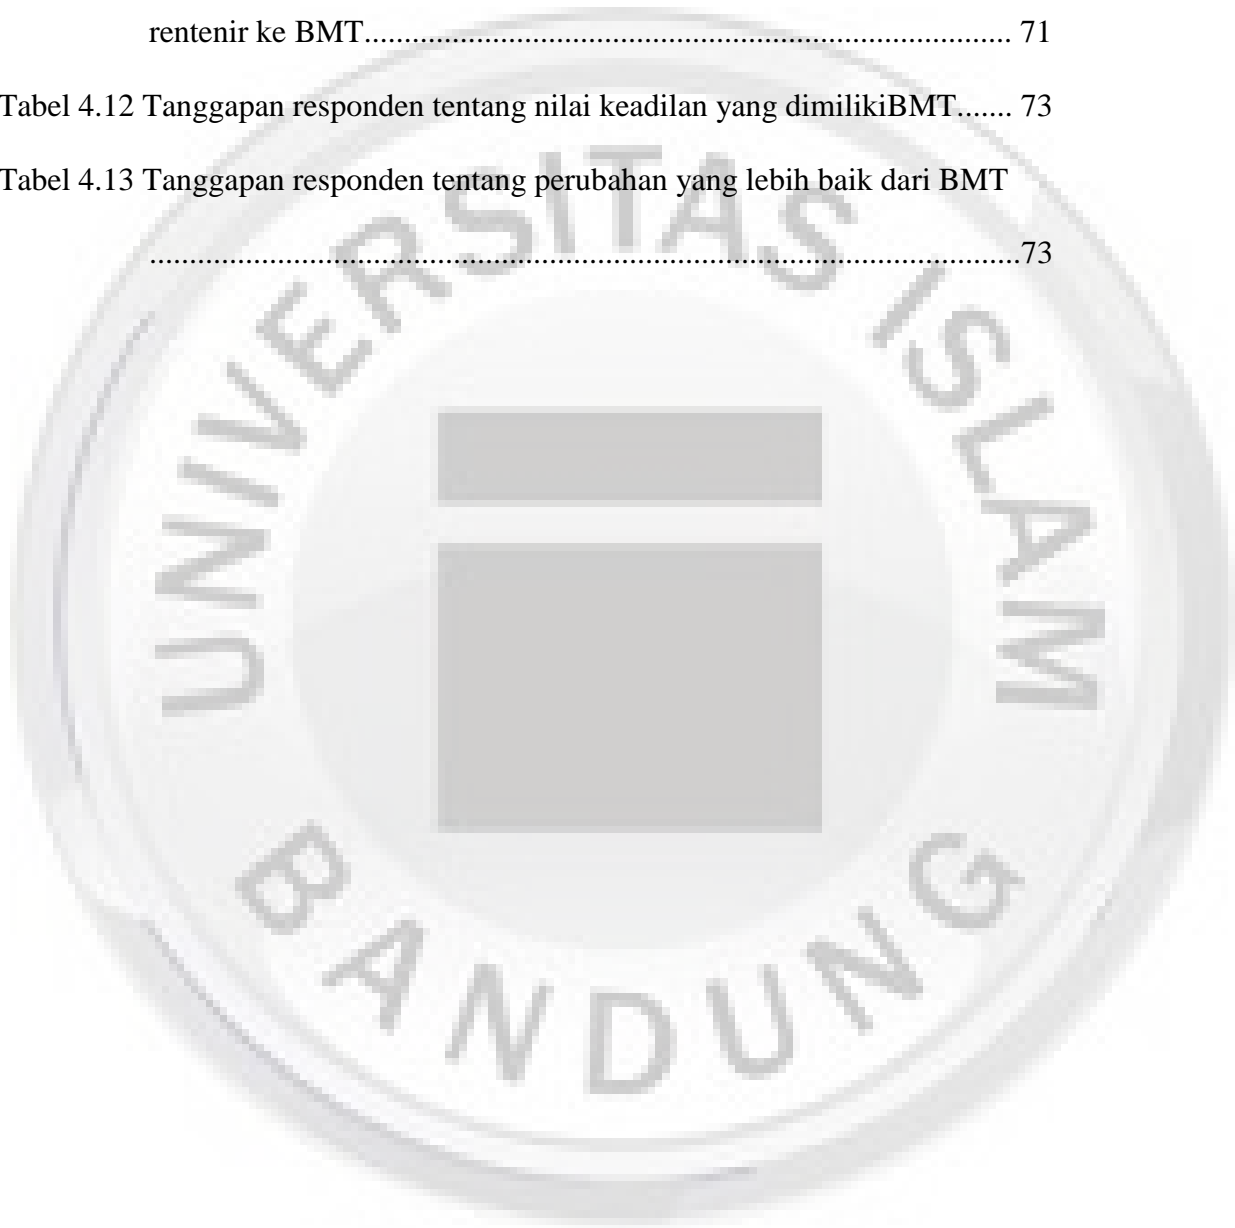 rentenir ke BMT................................................................................. 71
Tabel 4.12 Tanggapan responden tentang nilai keadilan yang dimilikiBMT....... 73
Tabel 4.13 Tanggapan responden tentang perubahan yang lebih baik dari BMT
.............................................................................................................73
UNIVERSITAS ISLAM
BANDUNG